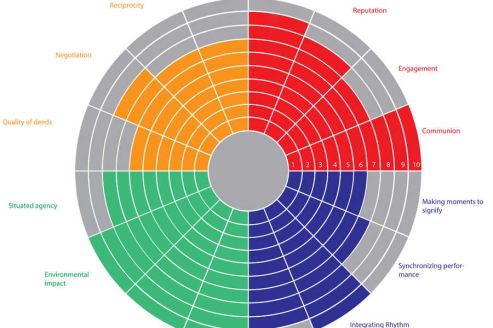 Reciprocity
Reputation
Negotiation
Engagement
Quality of deeds
Communion
1 2 3 4 5 6 7 8 9 10
Situated agency
Making moments to
signify
Environmental
impact
Synchronizing perfor-
mance
Integrating Rhythm